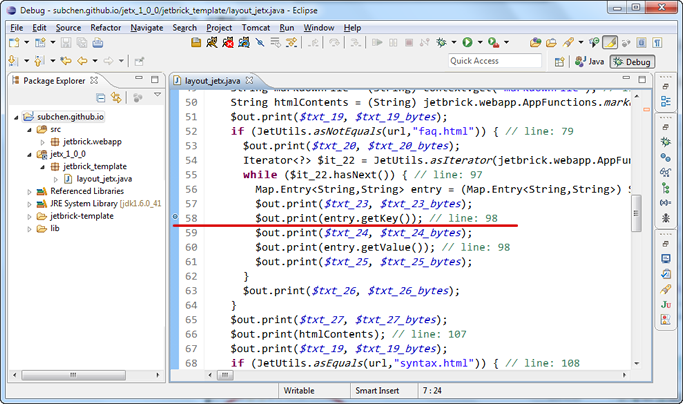 Debug - subchen.github.io/jetx_1_0_0/jetbrick_template/layout_jetx.java - Eclipse
File Edit Source Refactor Navigate Search Project Tomcat Run Window Help
Quick Access
Java Debug
Package Explorer
subchen.github.io
src
jetbrick.webapp
jetx_1_0_0
jetbrick_template
layout_jetx.java
Referenced Libraries
JRE System Library [jdk1.6.0_41
jetbrick-template
lib
layout_jetx.java
50 String htmlContents = (String) jetbrick.webapp.AppFunctions.mark
51 $out.print($txt_19, $txt_19_bytes);
52 if (JetUtils.asNotEquals(url,"faq.html")) { // line: 79
53 $out.print($txt_20, $txt_20_bytes);
54 Iterator<?> $it_22 = JetUtils.asIterator(jetbrick.webapp.AppFunc
55 while ($it_22.hasNext()) { // line: 97
56 Map.Entry<String,String> entry = (Map.Entry<String,String>) $
57 $out.print($txt_23, $txt_23_bytes);
58 $out.print(entry.getKey()); // line: 98
59 $out.print($txt_24, $txt_24_bytes);
60 $out.print(entry.getValue()); // line: 98
61 $out.print($txt_25, $txt_25_bytes);
62 }
63 $out.print($txt_26, $txt_26_bytes);
64 }
65 $out.print($txt_27, $txt_27_bytes);
66 $out.print(htmlContents); // line: 107
67 $out.print($txt_19, $txt_19_bytes);
68 if (JetUtils.asEquals(url,"syntax.html")) { // line: 108
Writable Smart Insert 7 : 24